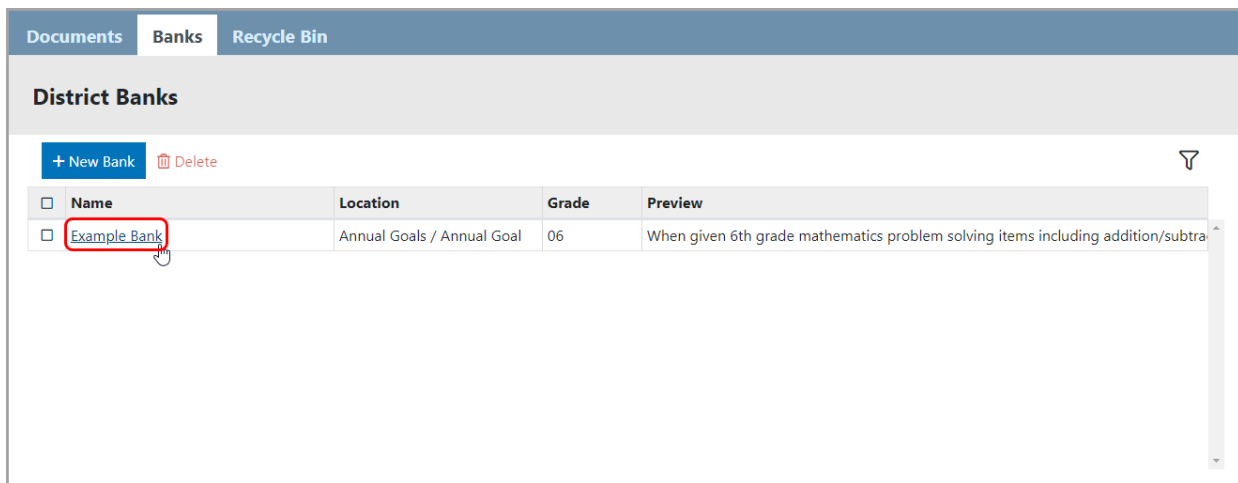 Documents Banks Recycle Bin
District Banks
+ New Bank Delete
Name Location Grade Preview
Example Bank Annual Goals / Annual Goal 06 When given 6th grade mathematics problem solving items including addition/subtra